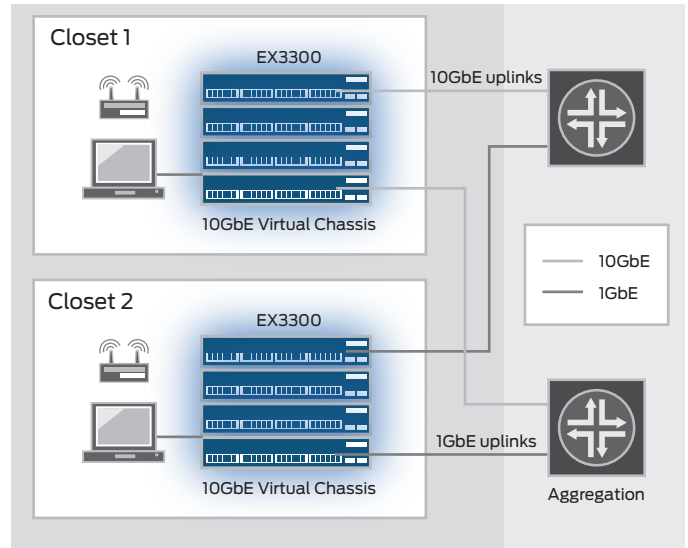 Closet 1
EX3300
10GbE uplinks
10GbE Virtual Chassis
10GbE
1GbE
Closet 2
EX3300
1GbE uplinks
10GbE Virtual Chassis
Aggregation